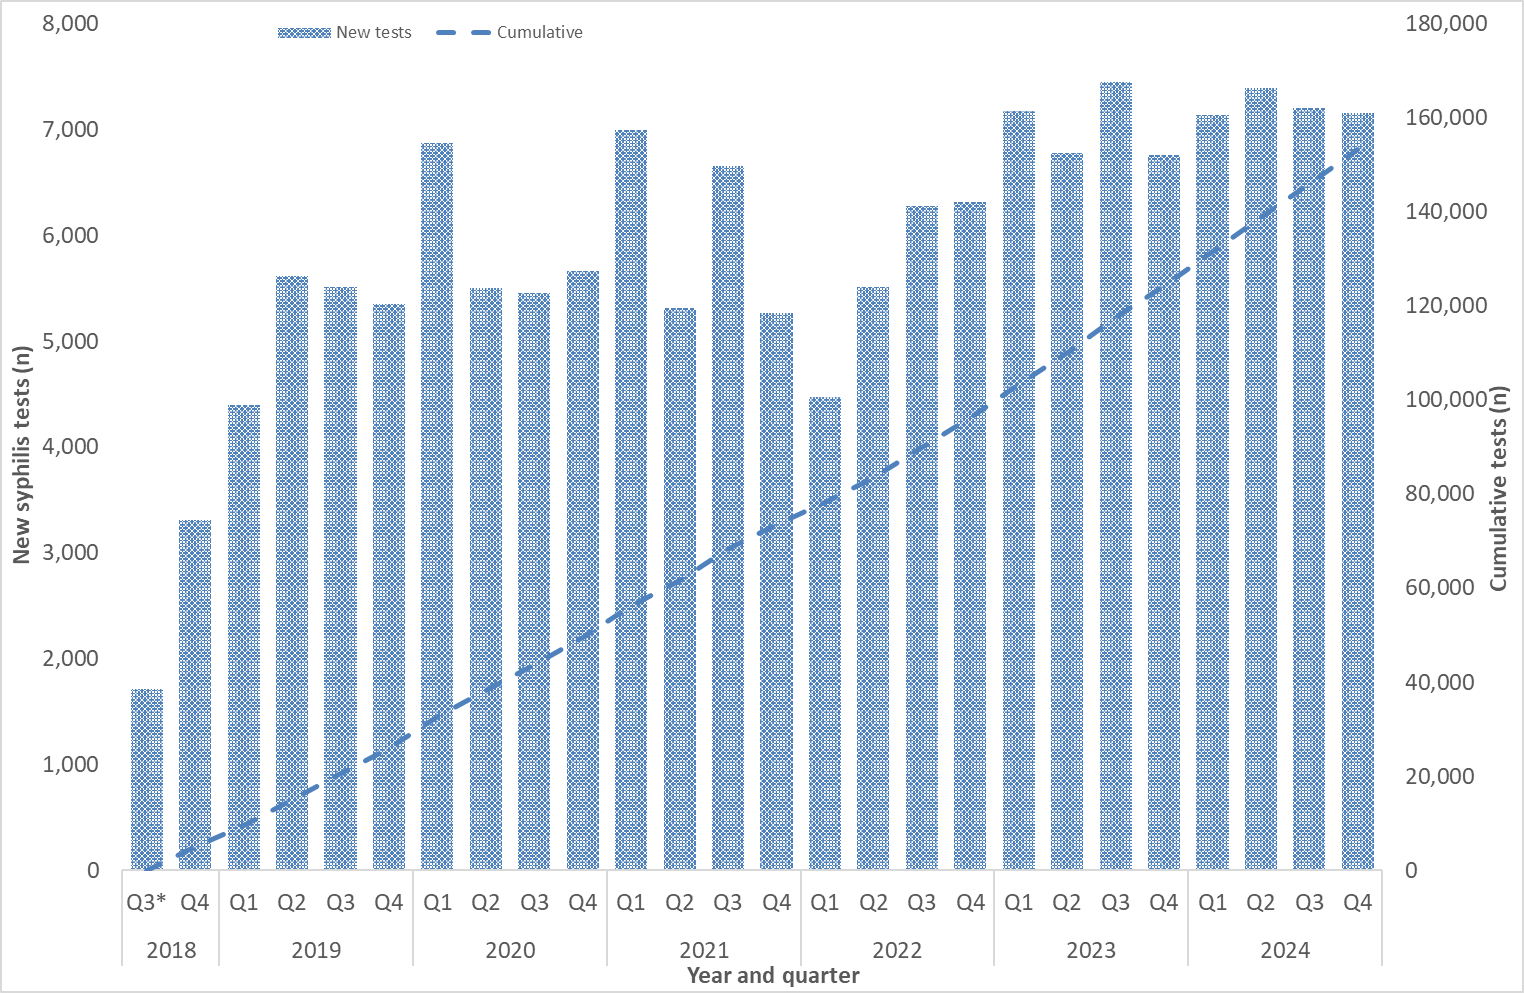 New tests
Cumulative
8,000
7,000
6,000
5,000
4,000
3,000
2,000
1,000
0
New syphilis tests (n)
180,000
160,000
140,000
120,000
100,000
80,000
60,000
40,000
20,000
0
Cumulative tests (n)
Q3* Q4 Q1 Q2 Q3 Q4 Q1 Q2 Q3 Q4 Q1 Q2 Q3 Q4 Q1 Q2 Q3 Q4 Q1 Q2 Q3 Q4 Q1 Q2 Q3 Q4
2018 2019 2020 2021 2022 2023 2024
Year and quarter